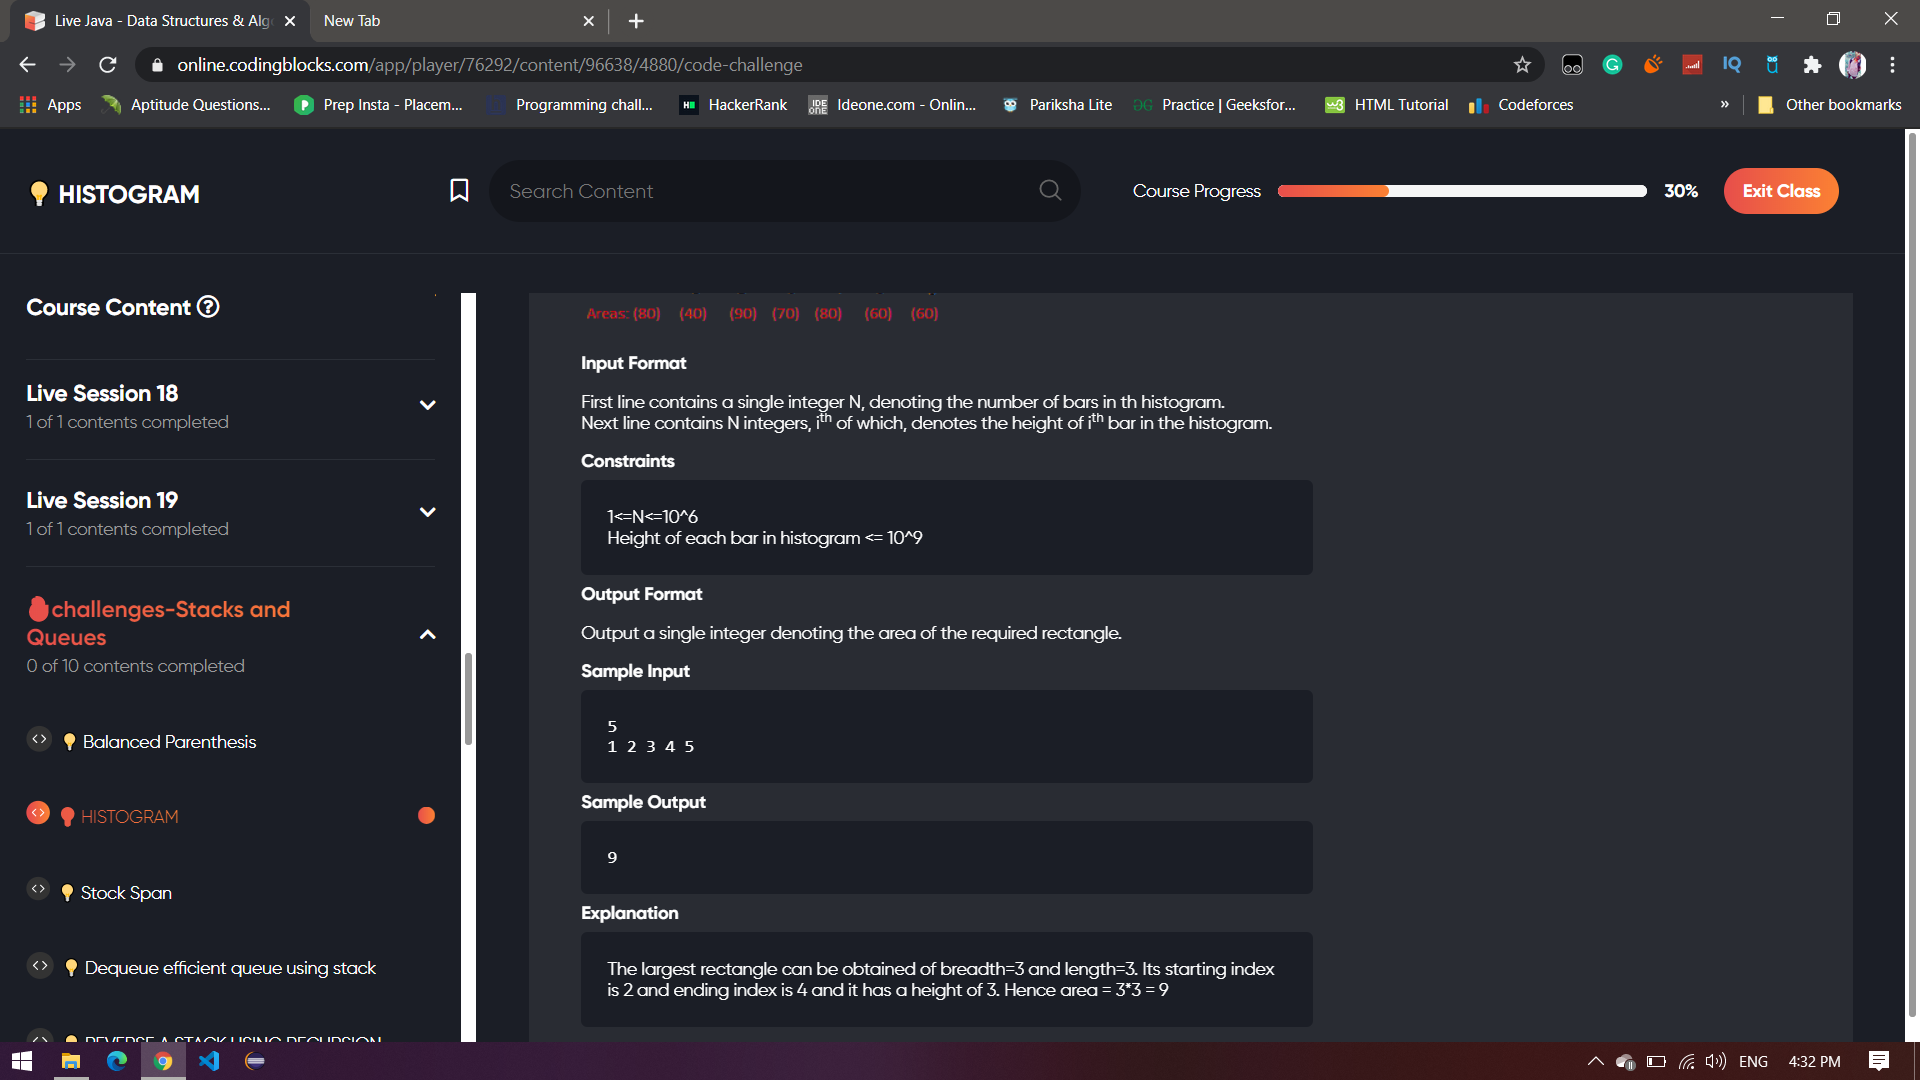 Live Java - Data Structures & Alg
New Tab
online.codingblocks.com/app/player/76292/content/96638/4880/code-challenge
Apps
Aptitude Questions...
Prep Insta - Placem...
Programming chall...
HackerRank
Ideone.com - Onlin...
Pariksha Lite
Practice | Geeksfor...
HTML Tutorial
Codeforces
»
Other bookmarks
HISTOGRAM
Search Content
Course Progress
30%
Exit Class
Course Content
Areas: (80) (40) (90) (70) (80) (60) (60)
Input Format
First line contains a single integer N, denoting the number of bars in th histogram.
Next line contains N integers, ith of which, denotes the height of ith bar in the histogram.
Constraints
1<=N<=10^6
Height of each bar in histogram <= 10^9
Output Format
Output a single integer denoting the area of the required rectangle.
Sample Input
5
1 2 3 4 5
Sample Output
9
Explanation
The largest rectangle can be obtained of breadth=3 and length=3. Its starting index
is 2 and ending index is 4 and it has a height of 3. Hence area = 3*3 = 9
Live Session 18
1 of 1 contents completed
Live Session 19
1 of 1 contents completed
challenges-Stacks and
Queues
0 of 10 contents completed
Balanced Parenthesis
HISTOGRAM
Stock Span
Dequeue efficient queue using stack
REVERSE A STACK USING RECURSION
ENG
4:32 PM